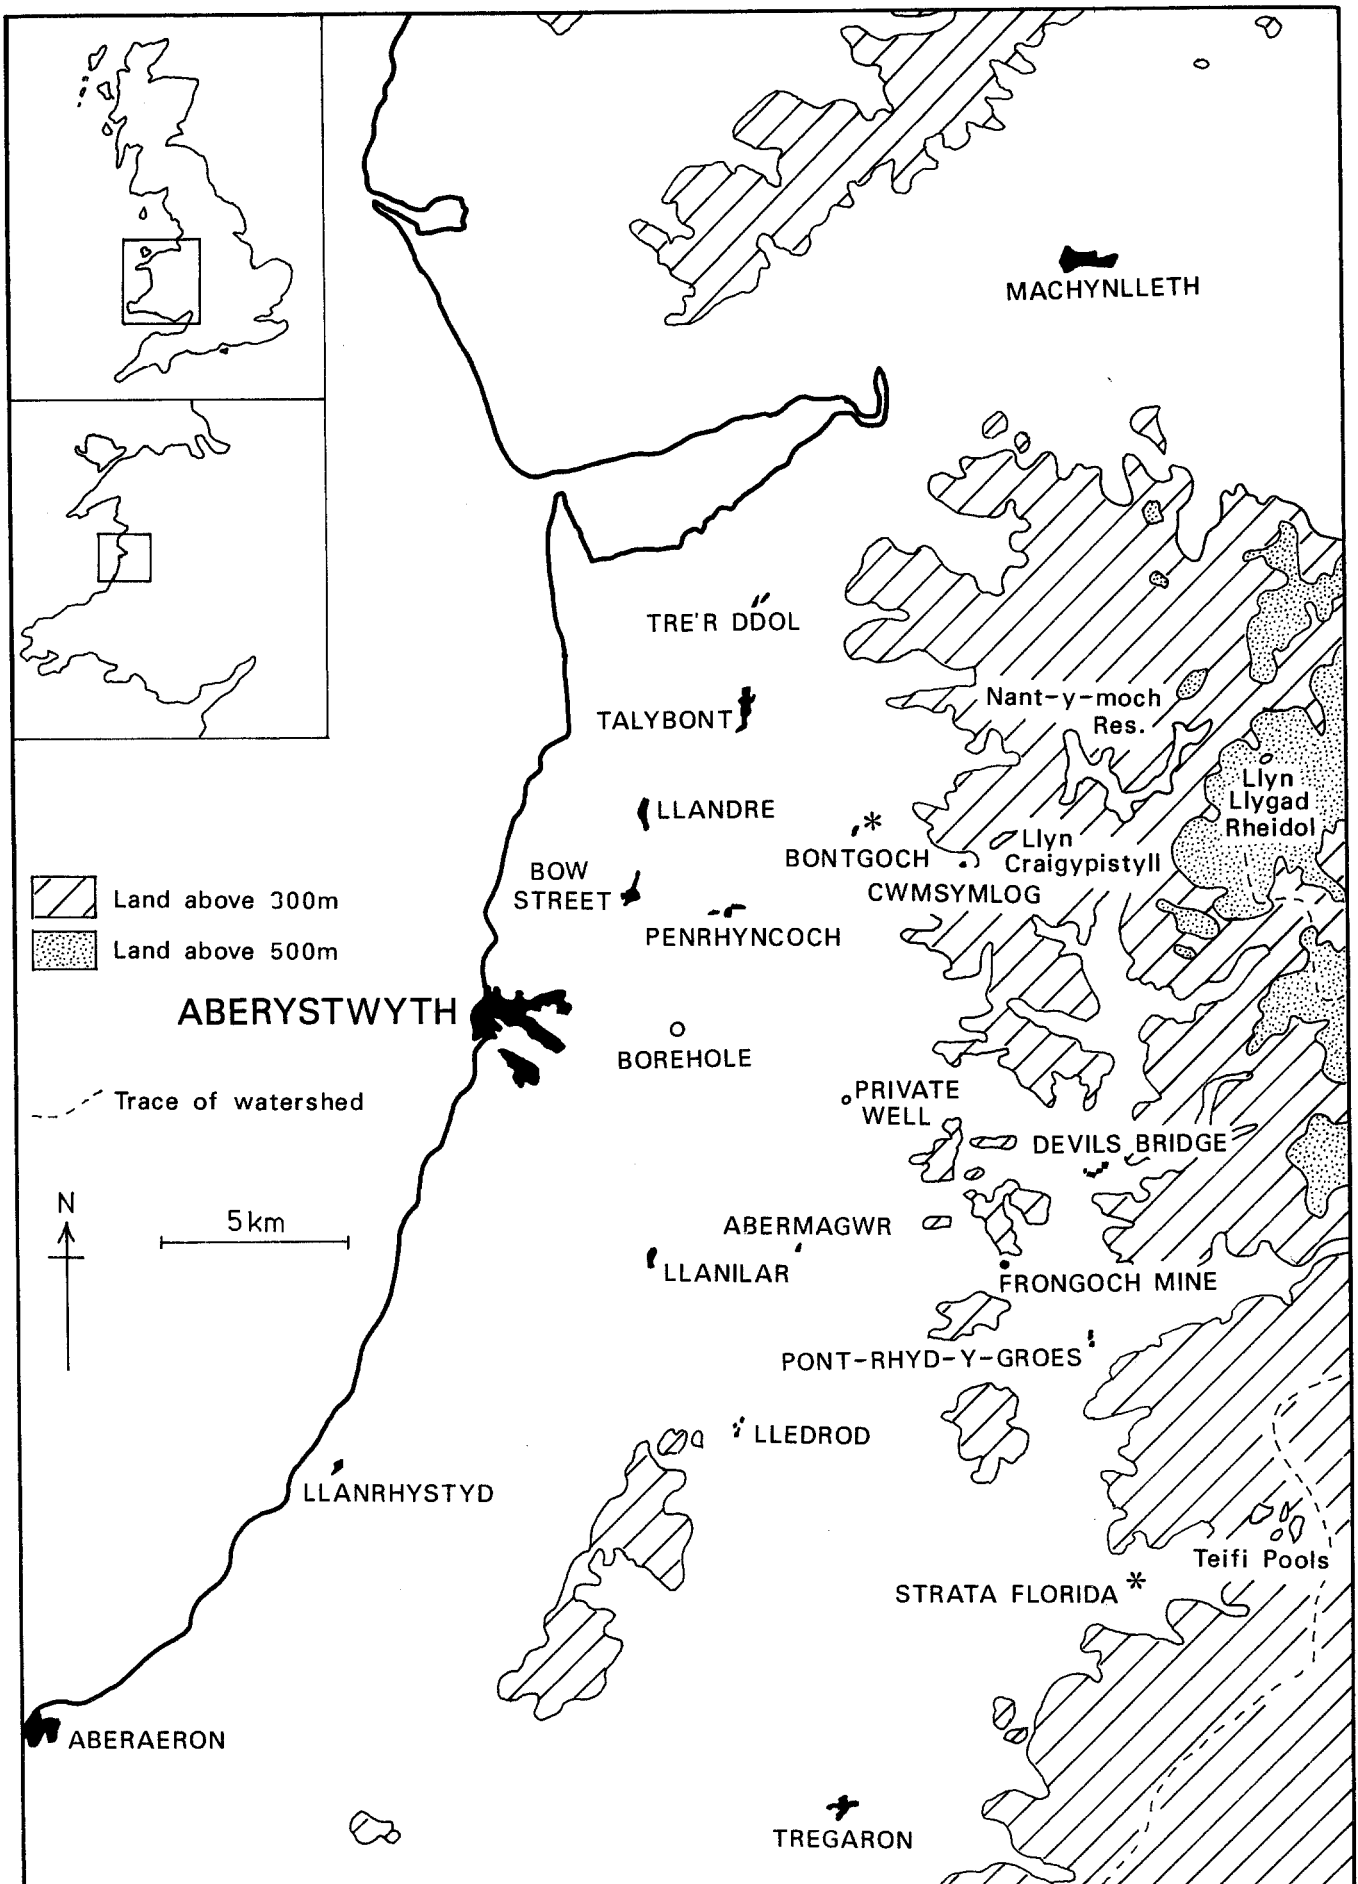 MACHYNLLETH
TRE'R DDOL
Nant-y-moch
Res.
TALYBONT
Llyn
Llygad
Rheidol
LLANDRE
*
BONTGOCH
Llyn
Craigypistyll
BOW
STREET
CWMSYMLOG
Land above 300m
PENRHYNCOCH
Land above 500m
ABERYSTWYTH
BOREHOLE
PRIVATE
WELL
Trace of watershed
DEVILS BRIDGE
N
5km
ABERMAGWR
LLANILAR
FRONGOCH MINE
PONT-RHYD-Y-GROES
LLEDROD
LLANRHYSTYD
Teifi Pools
STRATA FLORIDA *
ABERAERON
TREGARON